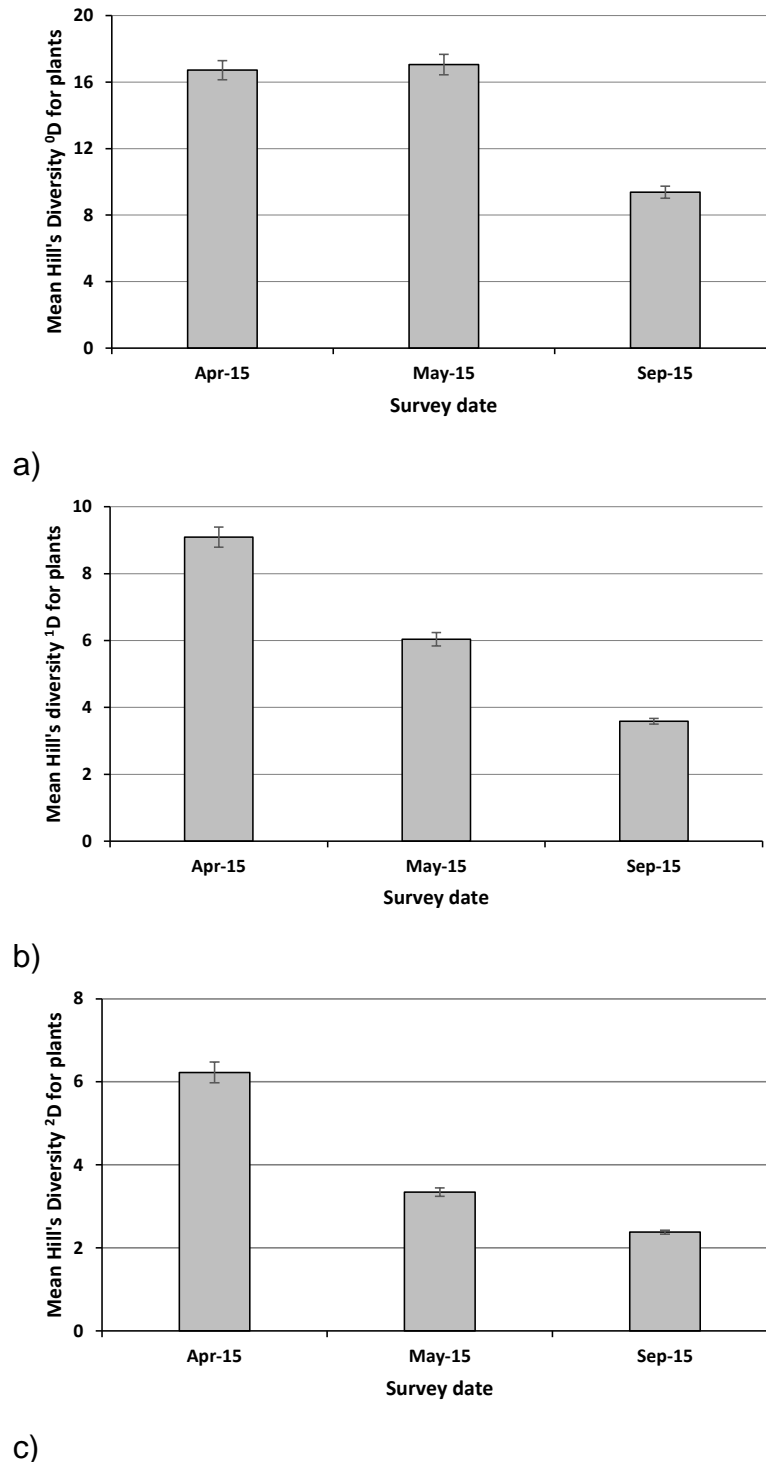 Mean Hill's Diversity ⁰D for plants
20
16
12
8
4
0
Apr-15 May-15 Sep-15
Survey date
a)
Mean Hill's diversity ¹D for plants
10
8
6
4
2
0
Apr-15 May-15 Sep-15
Survey date
b)
Mean Hill's Diversity ²D for plants
8
6
4
2
0
Apr-15 May-15 Sep-15
Survey date
c)